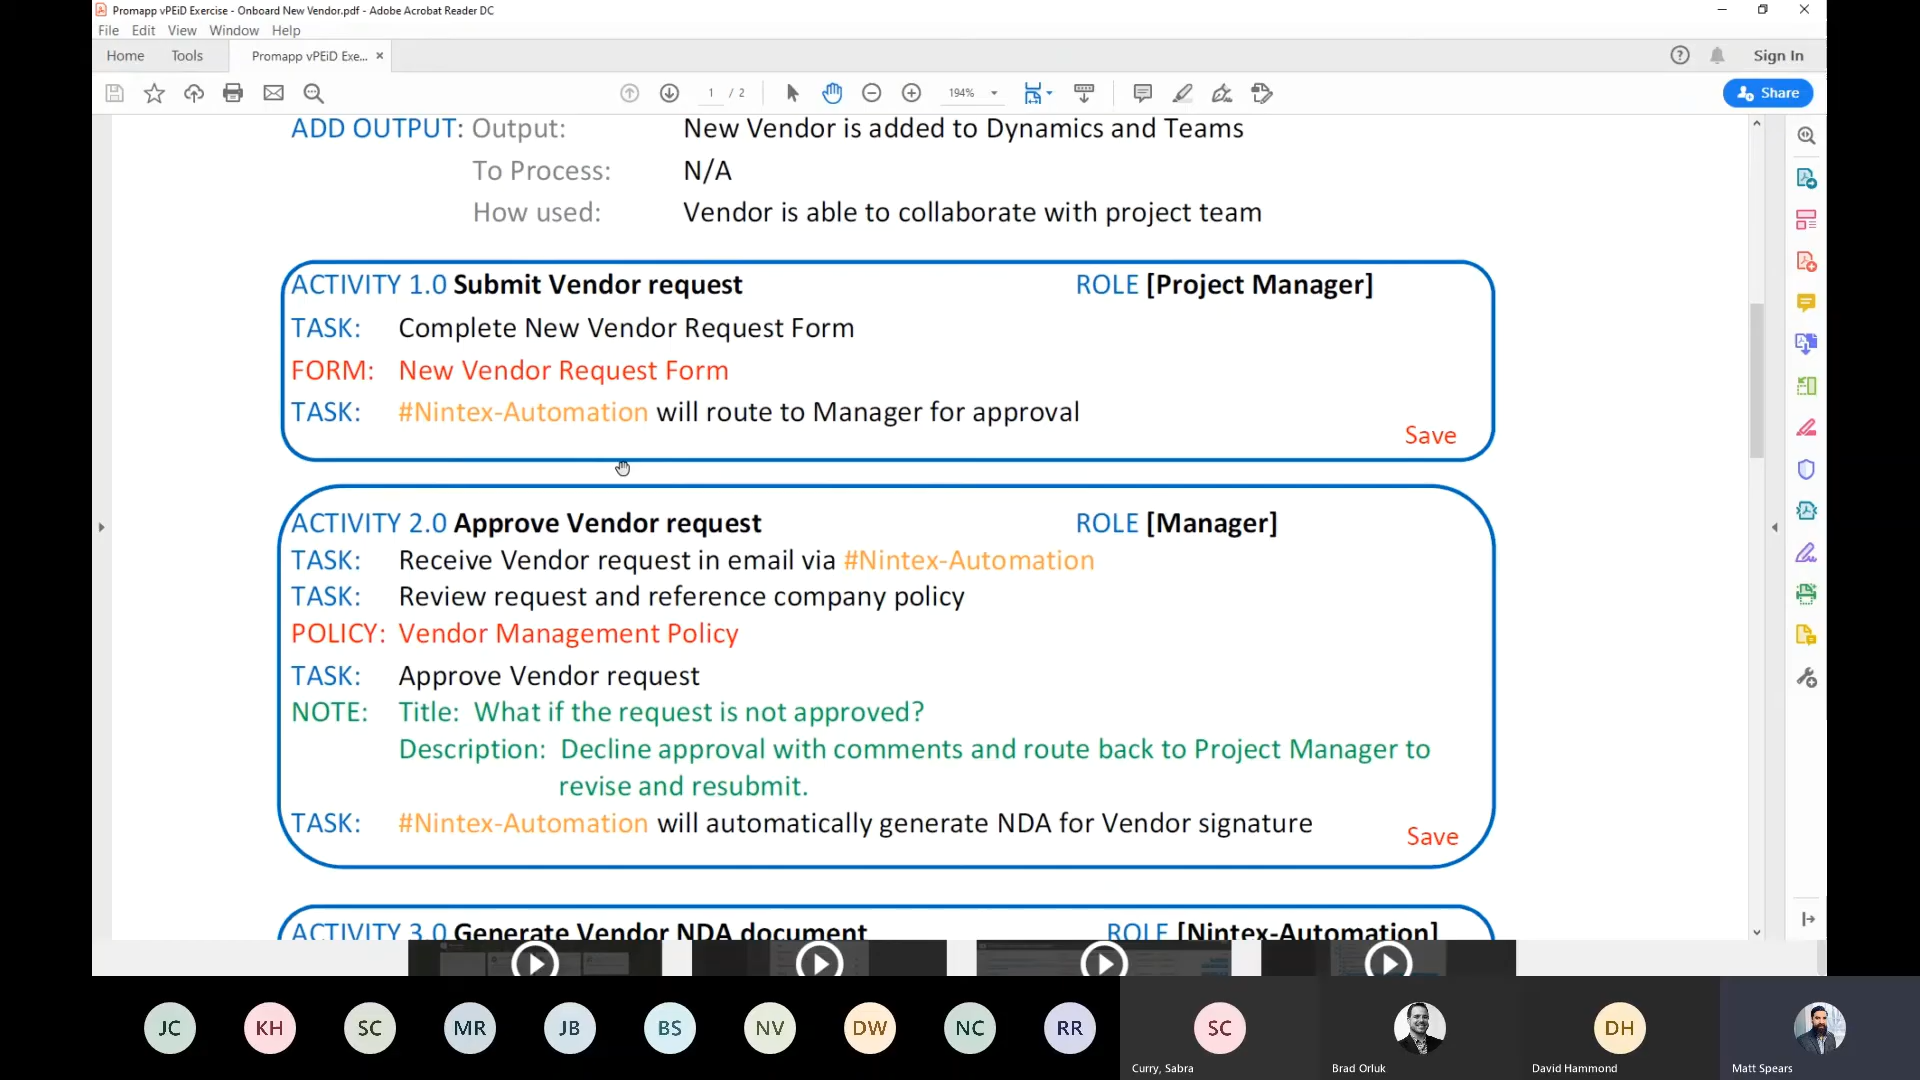 Promapp vPEiD Exercise - Onboard New Vendor.pdf - Adobe Acrobat Reader DC
File Edit View Window Help
Home Tools Promapp vPEiD Exe... × Sign In
1 / 2 194% Share
ADD OUTPUT: Output: New Vendor is added to Dynamics and Teams
To Process: N/A
How used: Vendor is able to collaborate with project team
ACTIVITY 1.0 Submit Vendor request ROLE [Project Manager]
TASK: Complete New Vendor Request Form
FORM: New Vendor Request Form
TASK: #Nintex-Automation will route to Manager for approval
Save
ACTIVITY 2.0 Approve Vendor request ROLE [Manager]
TASK: Receive Vendor request in email via #Nintex-Automation
TASK: Review request and reference company policy
POLICY: Vendor Management Policy
TASK: Approve Vendor request
NOTE: Title: What if the request is not approved?
Description: Decline approval with comments and route back to Project Manager to
revise and resubmit.
TASK: #Nintex-Automation will automatically generate NDA for Vendor signature
Save
ACTIVITY 3.0 Generate Vendor NDA document ROLE [Nintex-Automation]
JC KH SC MR JB BS NV DW NC RR SC DH
Curry, Sabra Brad Orluk David Hammond Matt Spears